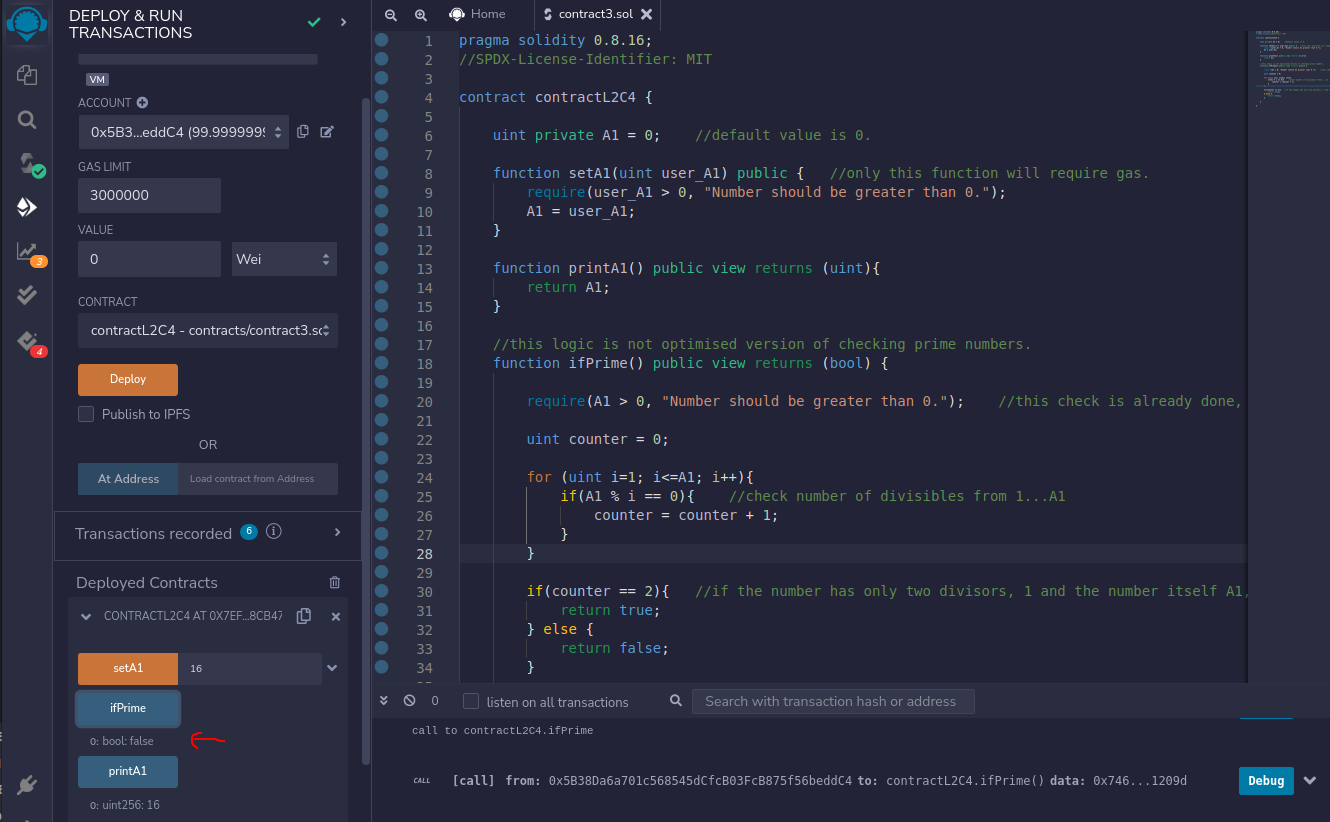 DEPLOY & RUN
TRANSACTIONS
VM
ACCOUNT
0x5B3...eddC4 (99.9999999
GAS LIMIT
3000000
VALUE
0
Wei
CONTRACT
contractL2C4 - contracts/contract3.sc
Deploy
Publish to IPFS
OR
At Address
Load contract from Address
Transactions recorded 6 i
Deployed Contracts
CONTRACTL2C4 AT 0X7EF...8CB47
setA1
16
ifPrime
0: bool: false
printA1
0: uint256: 16
3
4
Home
contract3.sol
1 pragma solidity 0.8.16;
2 //SPDX-License-Identifier: MIT
3
4 contract contractL2C4 {
5
6 uint private A1 = 0; //default value is 0.
7
8 function setA1(uint user_A1) public { //only this function will require gas.
9 require(user_A1 > 0, "Number should be greater than 0.");
10 A1 = user_A1;
11 }
12
13 function printA1() public view returns (uint){
14 return A1;
15 }
16
17 //this logic is not optimised version of checking prime numbers.
18 function ifPrime() public view returns (bool) {
19
20 require(A1 > 0, "Number should be greater than 0."); //this check is already done,
21
22 uint counter = 0;
23
24 for (uint i=1; i<=A1; i++){
25 if(A1 % i == 0){ //check number of divisibles from 1...A1
26 counter = counter + 1;
27 }
28 }
29
30 if(counter == 2){ //if the number has only two divisors, 1 and the number itself A1,
31 return true;
32 } else {
33 return false;
34 }
0
listen on all transactions
Search with transaction hash or address
call to contractL2C4.ifPrime
CALL [call] from: 0x5B38Da6a701c568545dCfcB03FcB875f56beddC4 to: contractL2C4.ifPrime() data: 0x746...1209d
Debug